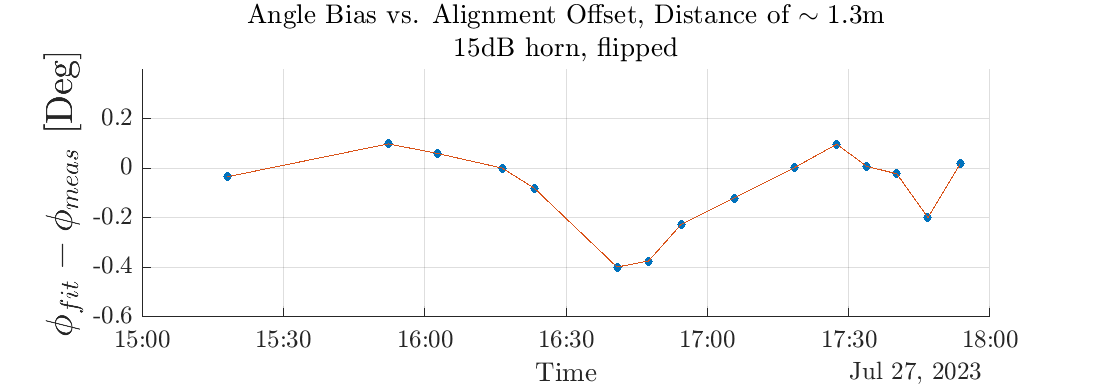 Angle Bias vs. Alignment Offset, Distance of ∼ 1.3m
15dB horn, flipped
ϕ_fit − ϕ_meas [Deg]
0.2
0
-0.2
-0.4
-0.6
15:00 15:30 16:00 16:30 17:00 17:30 18:00
Time
Jul 27, 2023